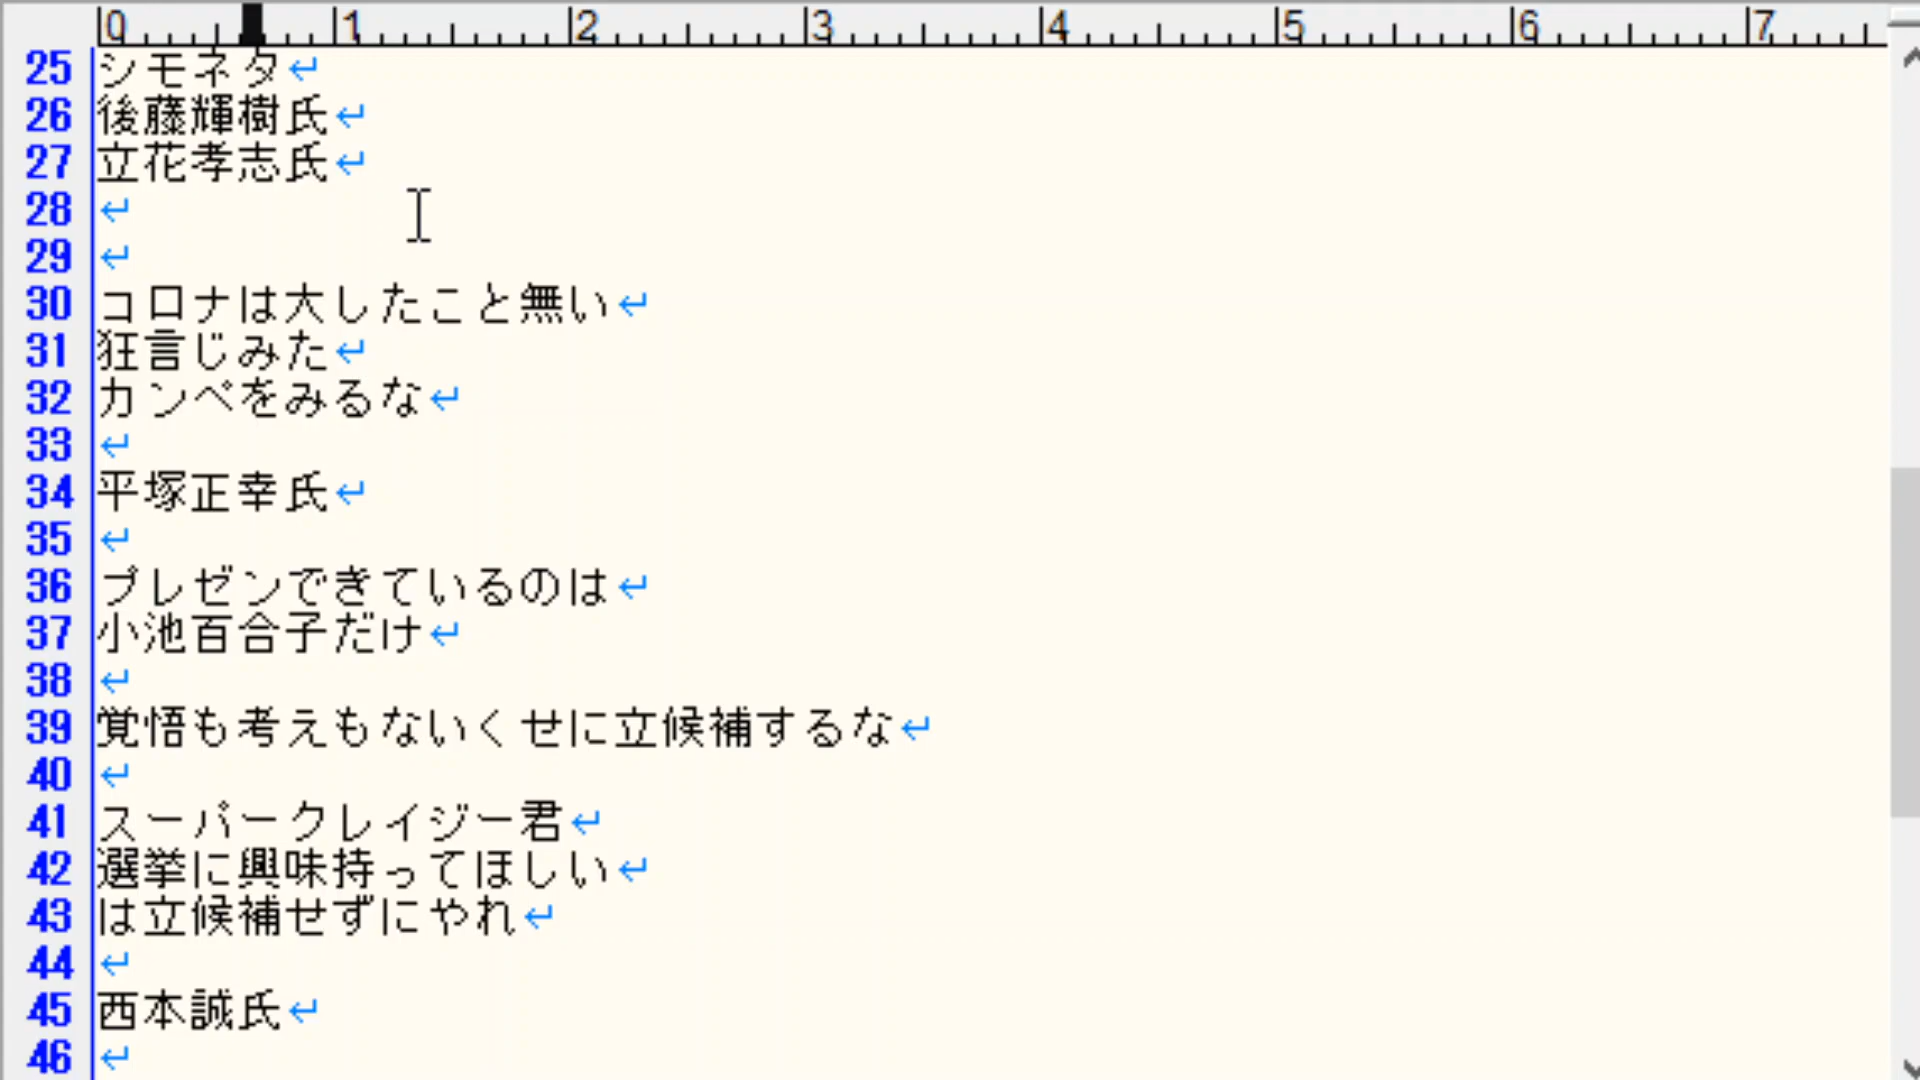 0 1 2 3 4 5 6 7
25 シモネタ
26 後藤輝樹氏
27 立花孝志氏
28
29
30 コロナは大したこと無い
31 狂言じみた
32 カンペをみるな
33
34 平塚正幸氏
35
36 プレゼンできているのは
37 小池百合子だけ
38
39 覚悟も考えもないくせに立候補するな
40
41 スーパークレイジー君
42 選挙に興味持ってほしい
43 は立候補せずにやれ
44
45 西本誠氏
46